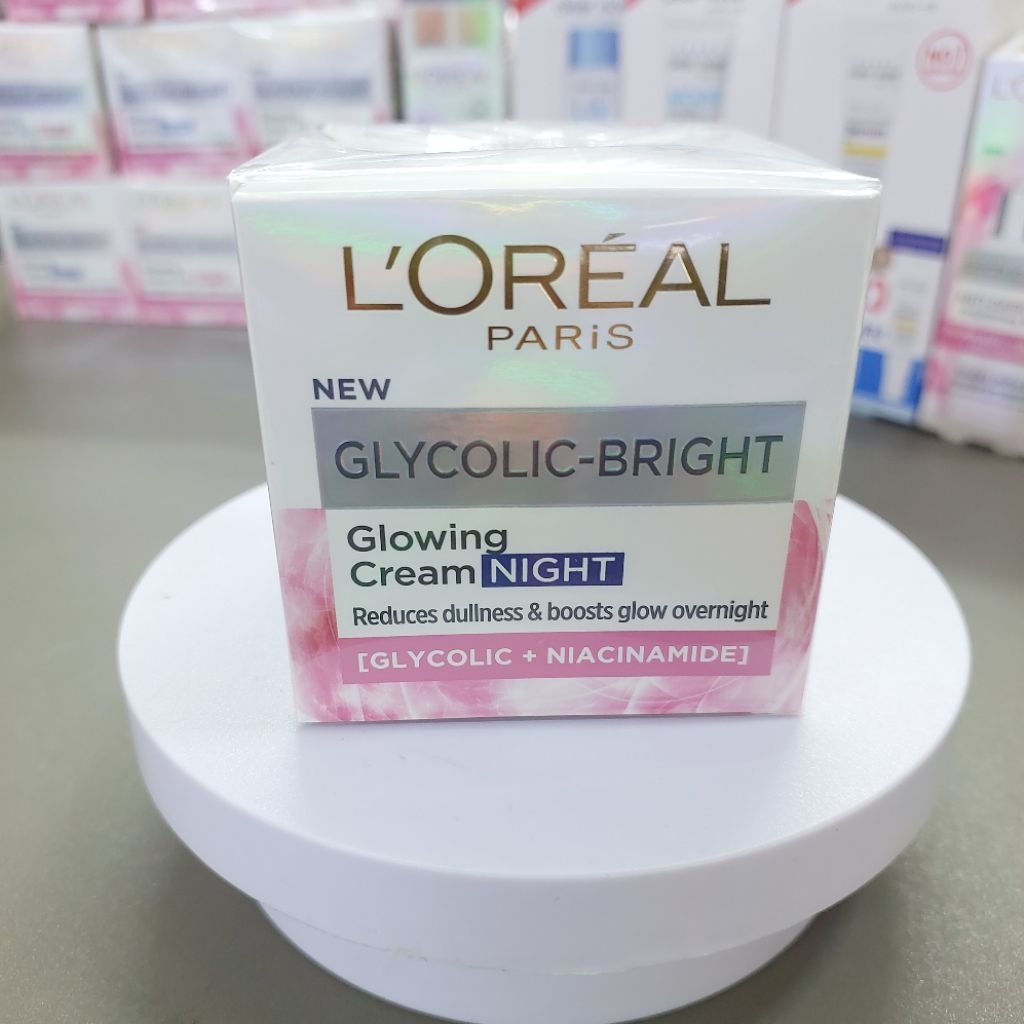 L'ORÉAL
PARiS
NEW
GLYCOLIC-BRIGHT
Glowing
Cream NIGHT
Reduces dullness & boosts glow overnight
[GLYCOLIC + NIACINAMIDE]